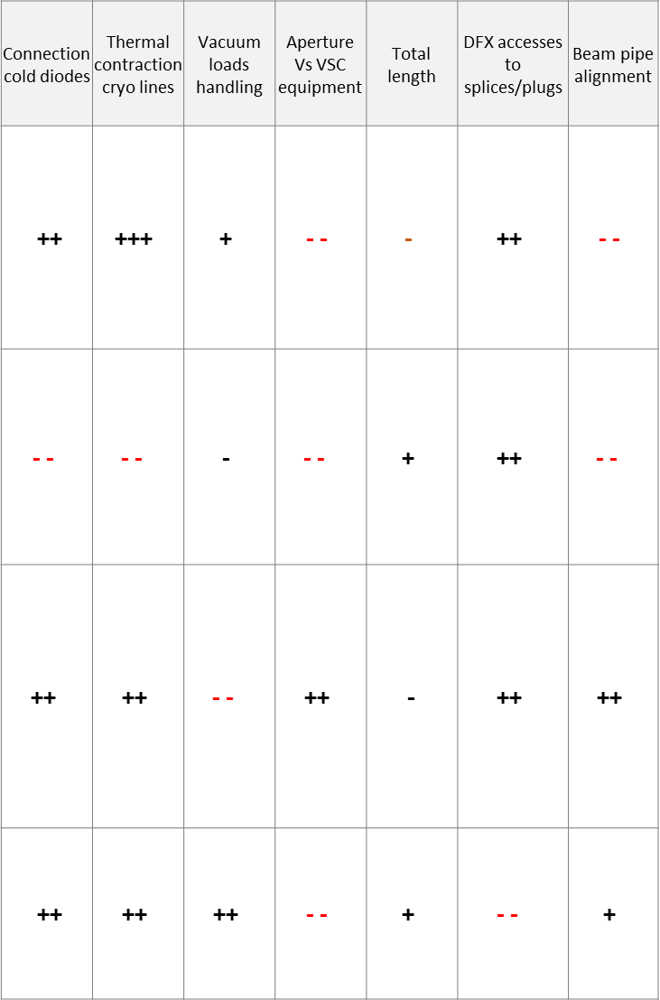 Connection
cold diodes
Thermal
contraction
cryo lines
Vacuum
loads
handling
Aperture
Vs VSC
equipment
Total
length
DFX accesses
to
splices/plugs
Beam pipe
alignment
++ +++ + - - - ++ - -
- - - - - - - + ++ - -
++ ++ - - ++ - ++ ++
++ ++ ++ - - + - - +